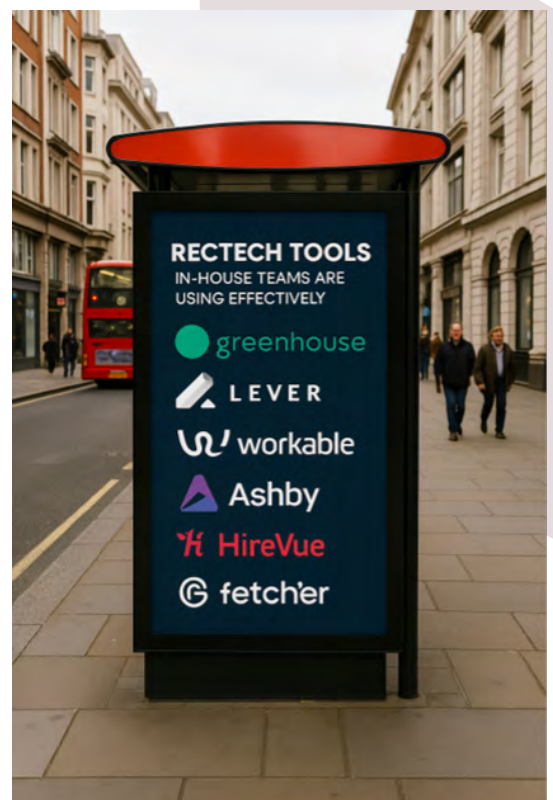 RECTECH TOOLS
IN-HOUSE TEAMS ARE
USING EFFECTIVELY
greenhouse
LEVER
workable
Ashby
HireVue
fetch'er